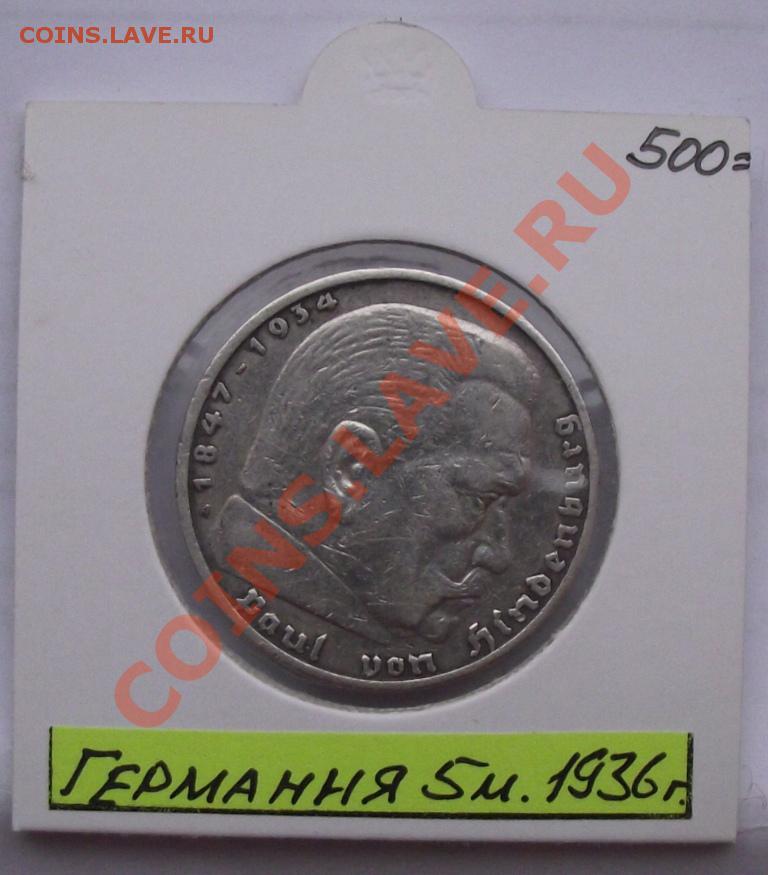 COINS.LAVE.RU
500=
1847-1934
Paul von Hindenburg
COINS.LAVE.RU
ГЕРМАНИЯ 5м. 1936г.